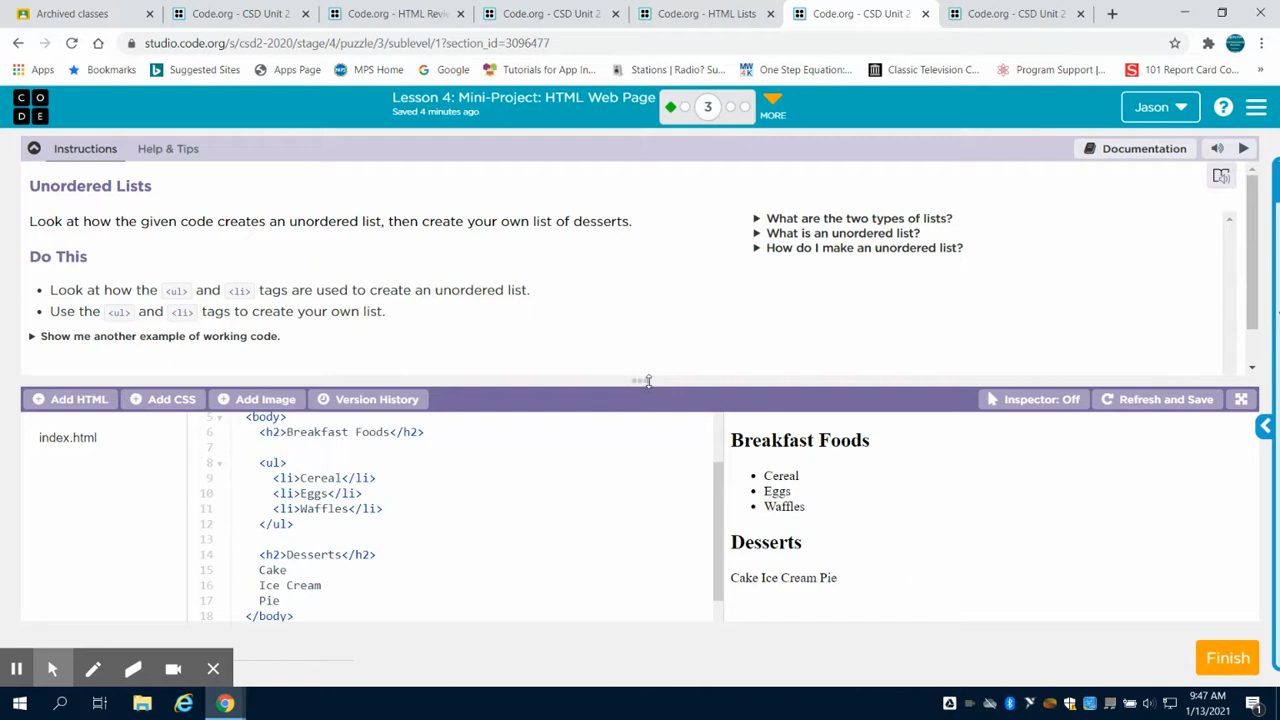 Archived classes
Code.org - CSD Unit 2
Code.org - HTML Revie
Code.org - CSD Unit 2
Code.org - HTML Lists
Code.org - CSD Unit 2
Code.org - CSD Unit 2
studio.code.org/s/csd2-2020/stage/4/puzzle/3/sublevel/1?section_id=3096477
Apps Bookmarks Suggested Sites Apps Page MPS Home Google Tutorials for App In... Stations | Radio? Su... One Step Equation:... Classic Television C... Program Support |... 101 Report Card Co...
C O D E
Lesson 4: Mini-Project: HTML Web Page
Saved 4 minutes ago
3
MORE
Jason
?
Instructions Help & Tips Documentation
Unordered Lists
Look at how the given code creates an unordered list, then create your own list of desserts.
Do This
• Look at how the <ul> and <li> tags are used to create an unordered list.
• Use the <ul> and <li> tags to create your own list.
Show me another example of working code.
What are the two types of lists?
What is an unordered list?
How do I make an unordered list?
Add HTML Add CSS Add Image Version History Inspector: Off Refresh and Save
index.html
5 <body>
6 <h2>Breakfast Foods</h2>
7
8 <ul>
9 <li>Cereal</li>
10 <li>Eggs</li>
11 <li>Waffles</li>
12 </ul>
13
14 <h2>Desserts</h2>
15 Cake
16 Ice Cream
17 Pie
18 </body>
Breakfast Foods
• Cereal
• Eggs
• Waffles
Desserts
Cake Ice Cream Pie
Finish
9:47 AM
1/13/2021
1